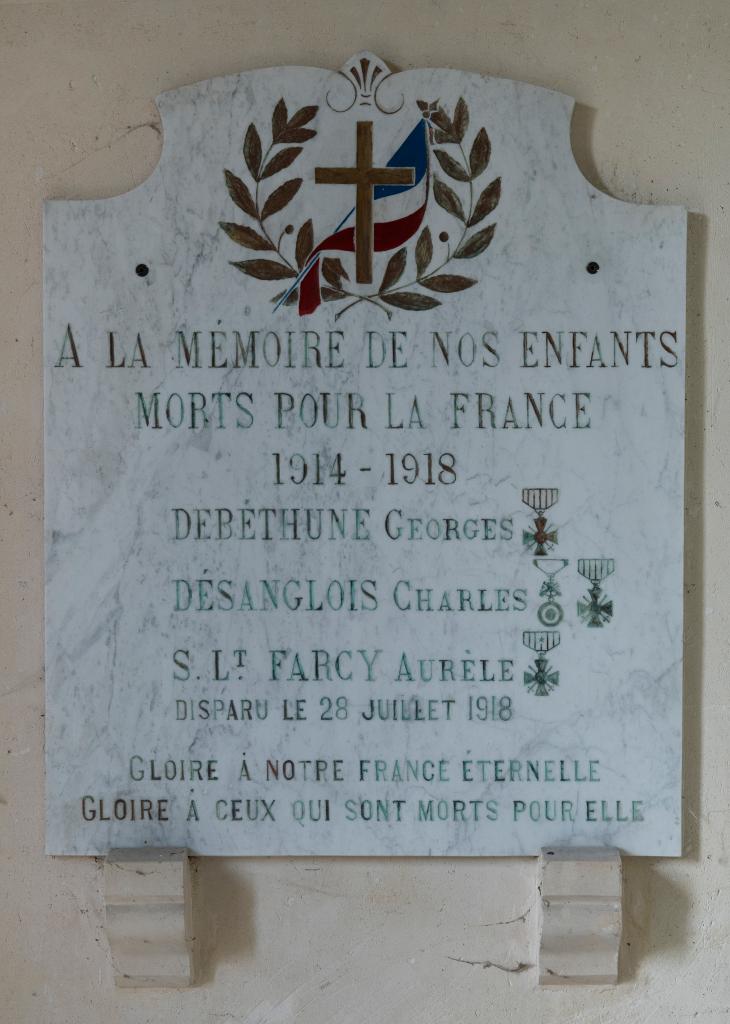 A LA MÉMOIRE DE NOS ENFANTS
MORTS POUR LA FRANCE
1914 - 1918
DEBÉTHUNE GEORGES
DÉSANGLOIS CHARLES
S. LT FARCY AURÈLE
DISPARU LE 28 JUILLET 1918
GLOIRE À NOTRE FRANCE ÉTERNELLE
GLOIRE À CEUX QUI SONT MORTS POUR ELLE